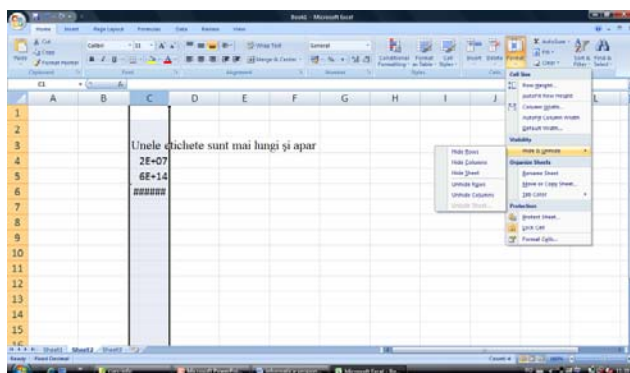 Book1 - Microsoft Excel
Home Insert Page Layout Formulas Data Review View
Cut
Copy
Format Painter
Calibri 11
Wrap Text
Merge & Center
General
Conditional Formatting
Format as Table
Cell Styles
Insert Delete Format
AutoSum
Fill
Clear
Sort & Filter
Find & Select
Clipboard Font Alignment Number Styles Cells
C1
A B C D E F G H I J L
1
2
3 Unele etichete sunt mai lungi și apar
4 2E+07
5 6E+14
6 ######
7
8
9
10
11
12
13
14
15
16
Cell Size
Row Height...
AutoFit Row Height
Column Width...
AutoFit Column Width
Default Width...
Visibility
Hide & Unhide
Hide Rows
Hide Columns
Hide Sheet
Unhide Rows
Unhide Columns
Unhide Sheet...
Organize Sheets
Rename Sheet
Move or Copy Sheet...
Tab Color
Protection
Protect Sheet...
Lock Cell
Format Cells...
Sheet1 Sheet2 Sheet3
Ready Fixed Decimal
Count: 4